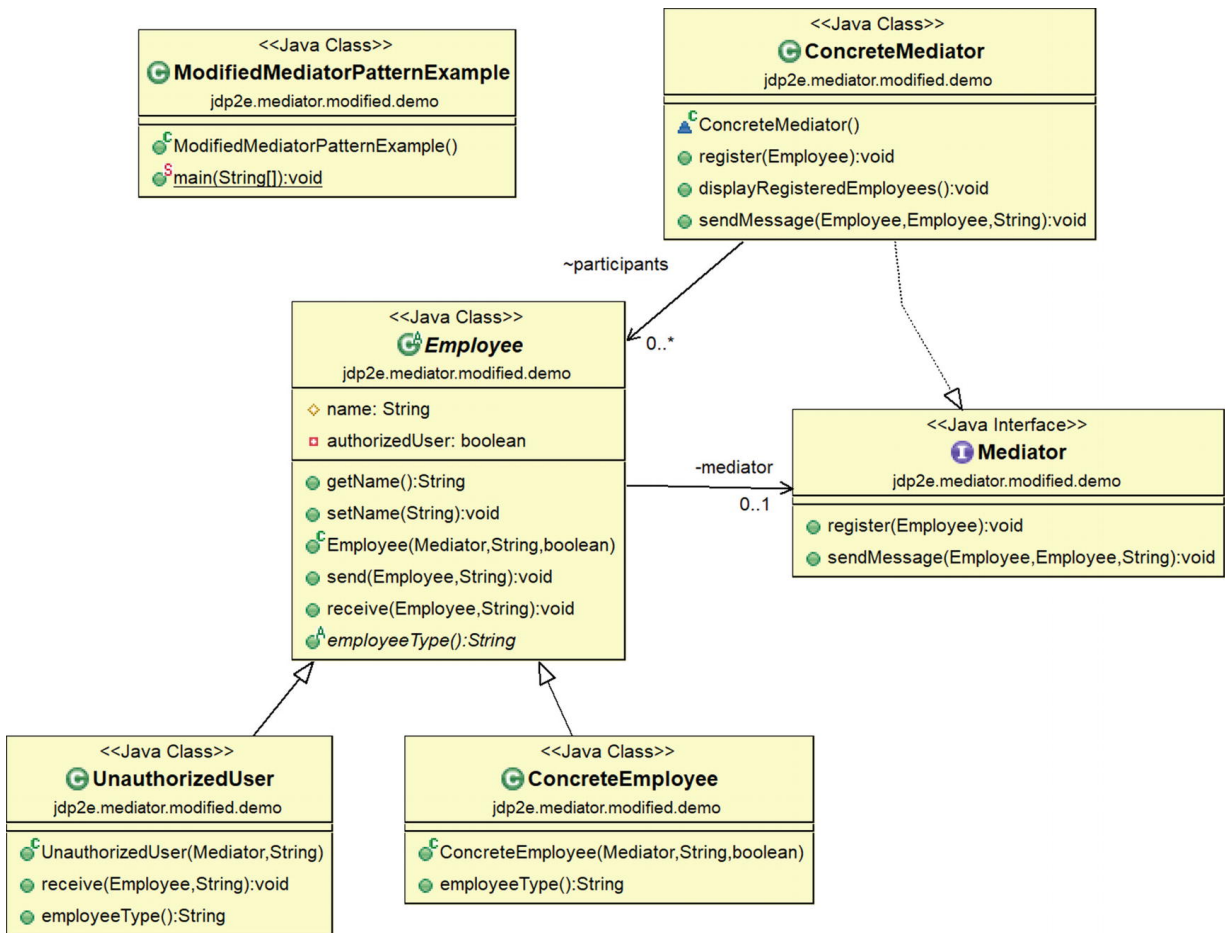 <<Java Class>>
ModifiedMediatorPatternExample
jdp2e.mediator.modified.demo
ModifiedMediatorPatternExample()
main(String[]):void
<<Java Class>>
ConcreteMediator
jdp2e.mediator.modified.demo
ConcreteMediator()
register(Employee):void
displayRegisteredEmployees():void
sendMessage(Employee,Employee,String):void
~participants
0..*
<<Java Class>>
Employee
jdp2e.mediator.modified.demo
name: String
authorizedUser: boolean
getName():String
setName(String):void
Employee(Mediator,String,boolean)
send(Employee,String):void
receive(Employee,String):void
employeeType():String
-mediator
0..1
<<Java Interface>>
Mediator
jdp2e.mediator.modified.demo
register(Employee):void
sendMessage(Employee,Employee,String):void
<<Java Class>>
UnauthorizedUser
jdp2e.mediator.modified.demo
UnauthorizedUser(Mediator,String)
receive(Employee,String):void
employeeType():String
<<Java Class>>
ConcreteEmployee
jdp2e.mediator.modified.demo
ConcreteEmployee(Mediator,String,boolean)
employeeType():String